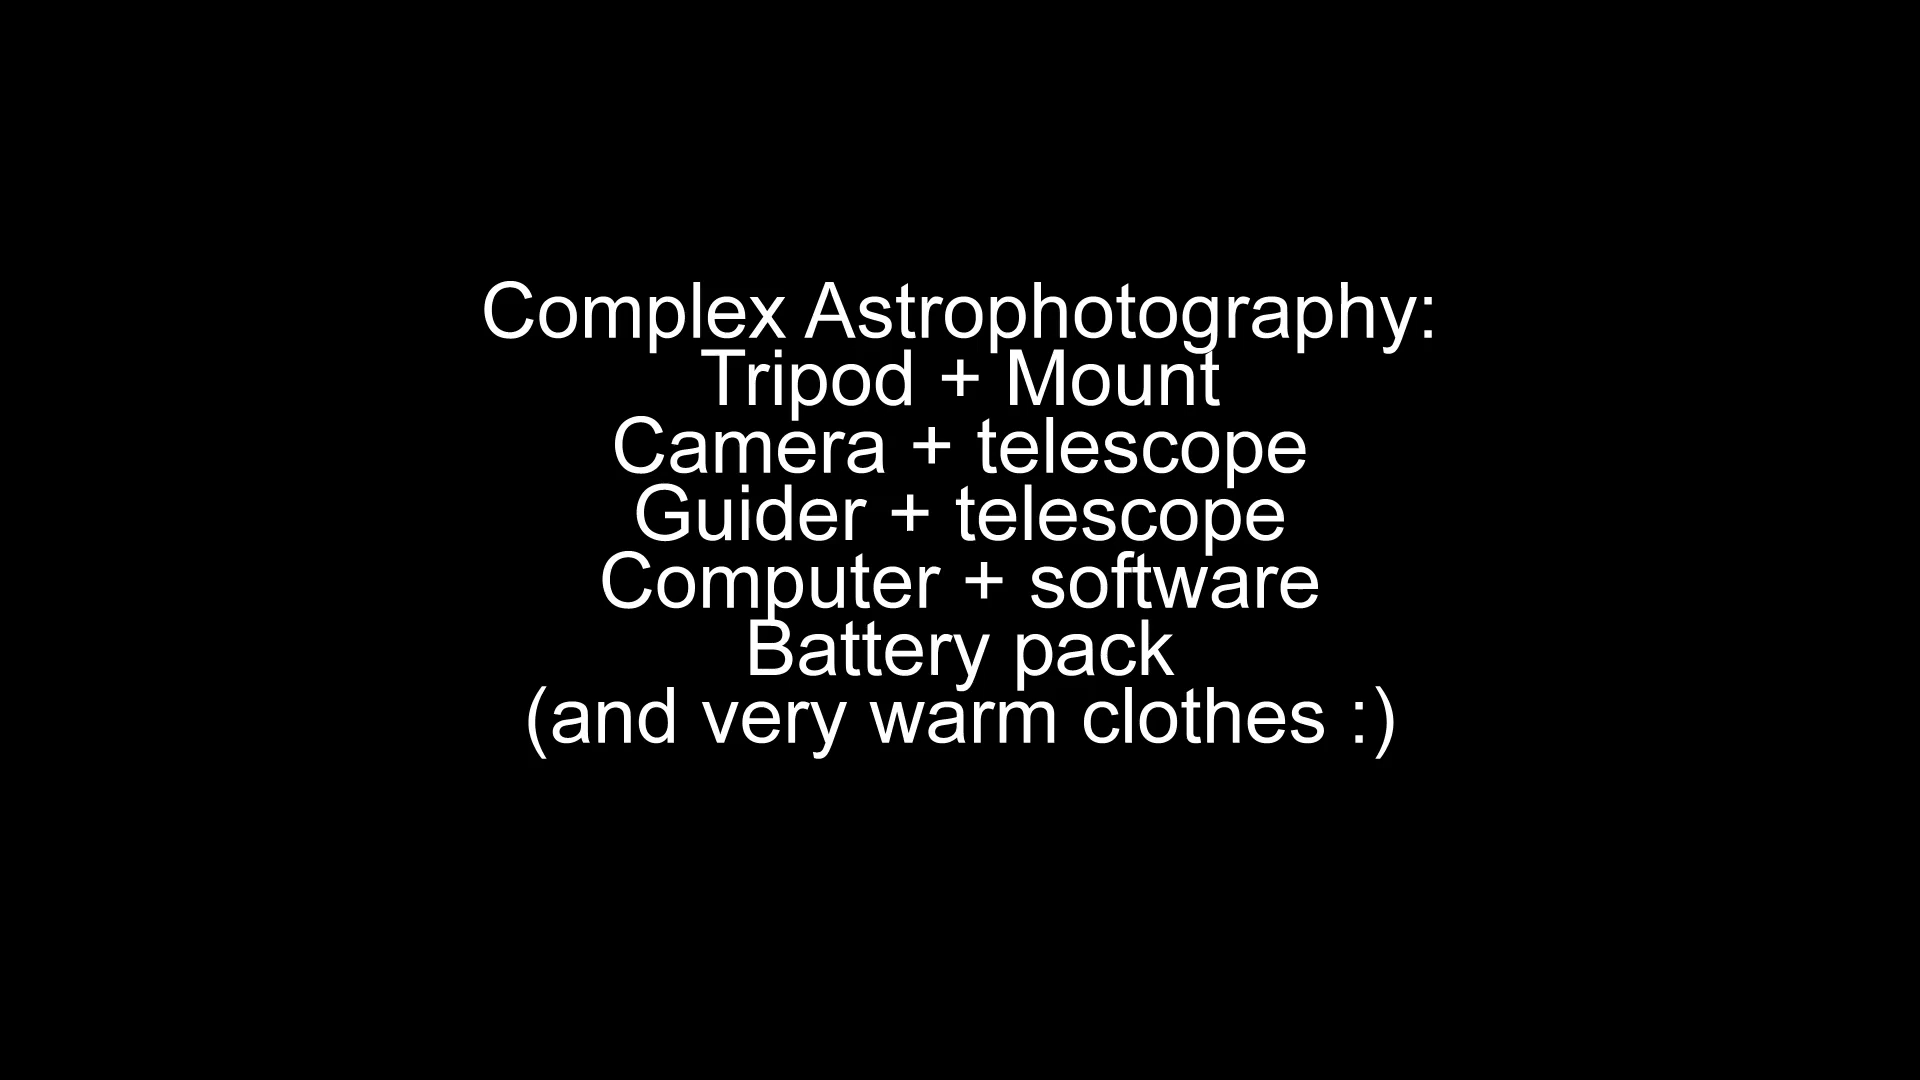 Complex Astrophotography:
Tripod + Mount
Camera + telescope
Guider + telescope
Computer + software
Battery pack
(and very warm clothes :)